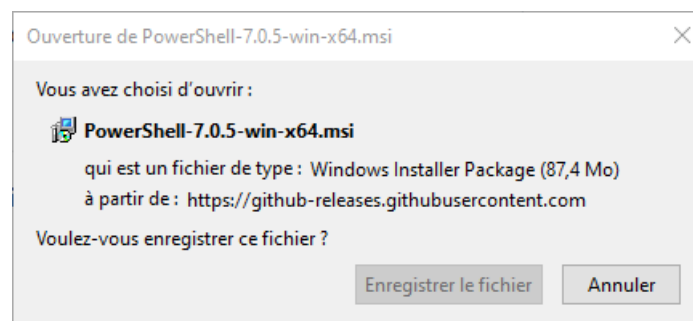 Ouverture de PowerShell-7.0.5-win-x64.msi
Vous avez choisi d’ouvrir :
PowerShell-7.0.5-win-x64.msi
qui est un fichier de type : Windows Installer Package (87,4 Mo)
à partir de : https://github-releases.githubusercontent.com
Voulez-vous enregistrer ce fichier ?
Enregistrer le fichier Annuler